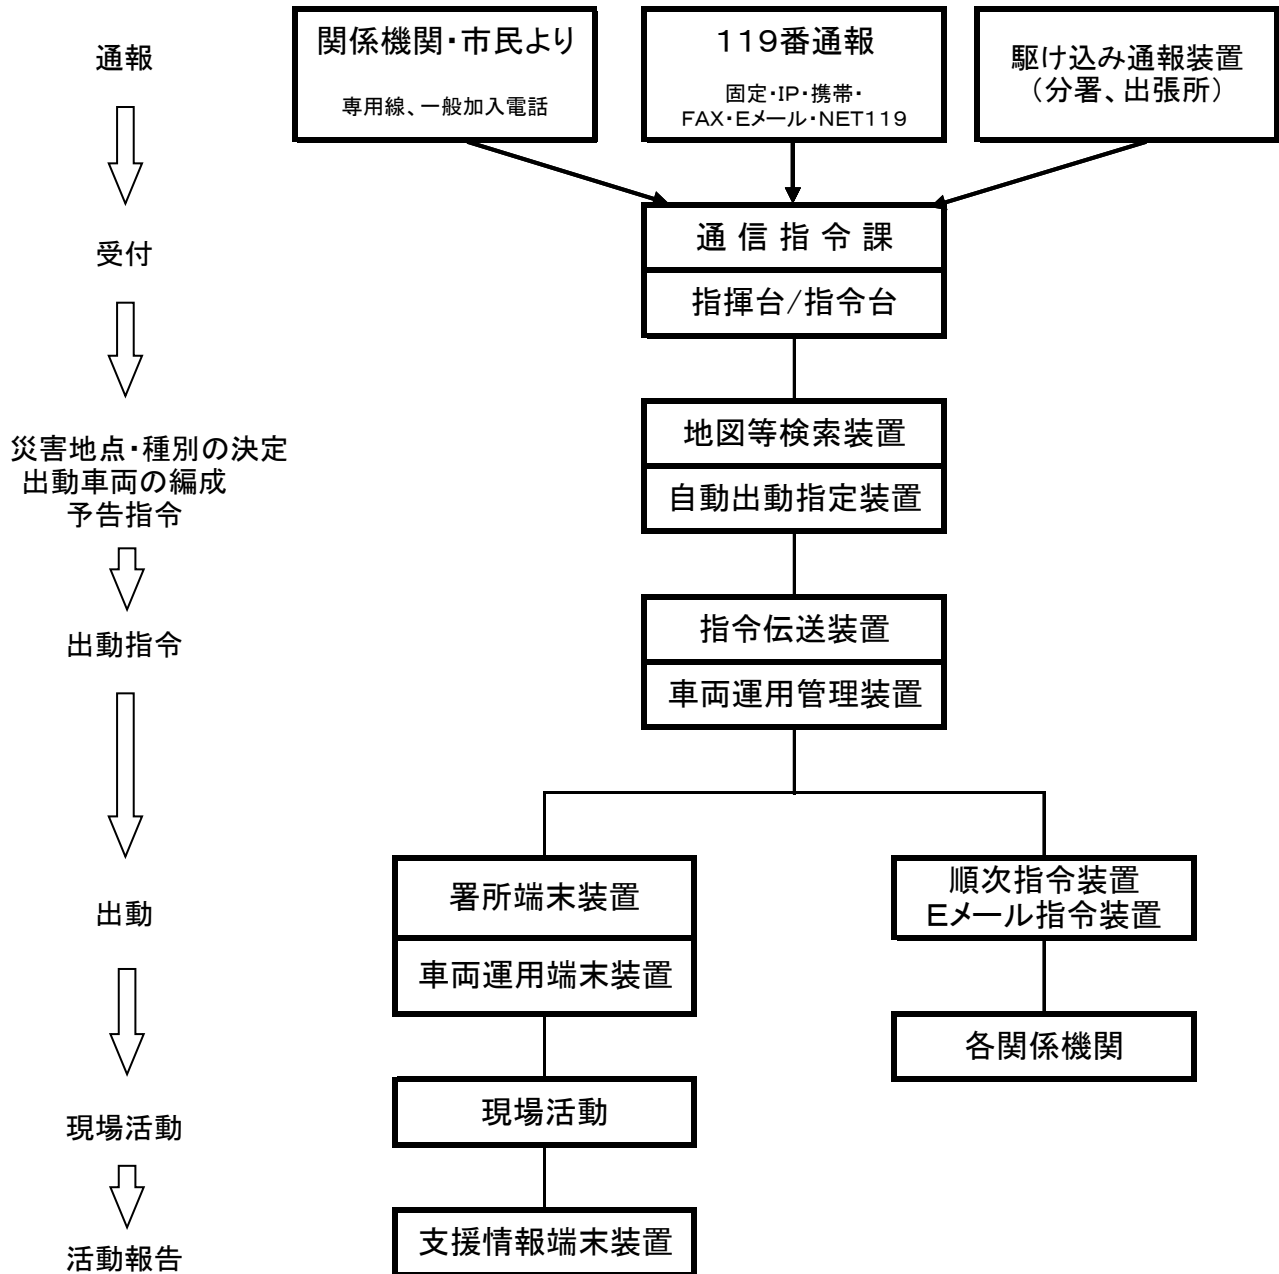 通報
関係機関・市民より
専用線、一般加入電話
119番通報
固定・IP・携帯・
FAX・Eメール・NET119
駆け込み通報装置
（分署、出張所）
受付
通信指令課
指揮台/指令台
災害地点・種別の決定
出動車両の編成
予告指令
地図等検索装置
自動出動指定装置
出動指令
指令伝送装置
車両運用管理装置
出動
署所端末装置
車両運用端末装置
順次指令装置
Eメール指令装置
各関係機関
現場活動
現場活動
活動報告
支援情報端末装置